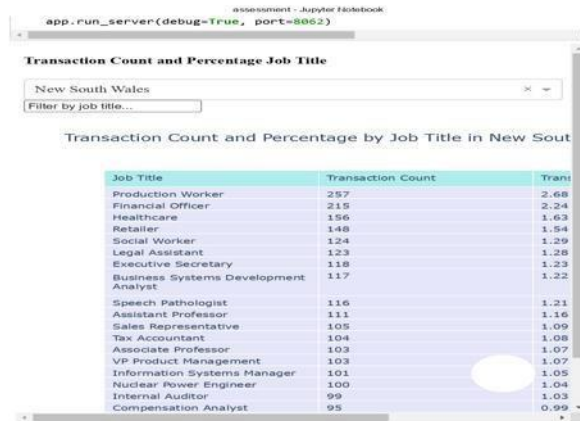 assessment - Jupyter Notebook
app.run_server(debug=True, port=8062)
Transaction Count and Percentage Job Title
New South Wales × 
Filter by job title...
Transaction Count and Percentage by Job Title in New Sout
Job Title Transaction Count Trans
Production Worker 257 2.68
Financial Officer 215 2.24
Healthcare 156 1.63
Retailer 148 1.54
Social Worker 124 1.29
Legal Assistant 123 1.28
Executive Secretary 118 1.23
Business Systems Development 117 1.22
Analyst
Speech Pathologist 116 1.21
Assistant Professor 111 1.16
Sales Representative 105 1.09
Tax Accountant 104 1.08
Associate Professor 103 1.07
VP Product Management 103 1.07
Information Systems Manager 101 1.05
Nuclear Power Engineer 100 1.04
Internal Auditor 99 1.03
Compensation Analyst 95 0.99